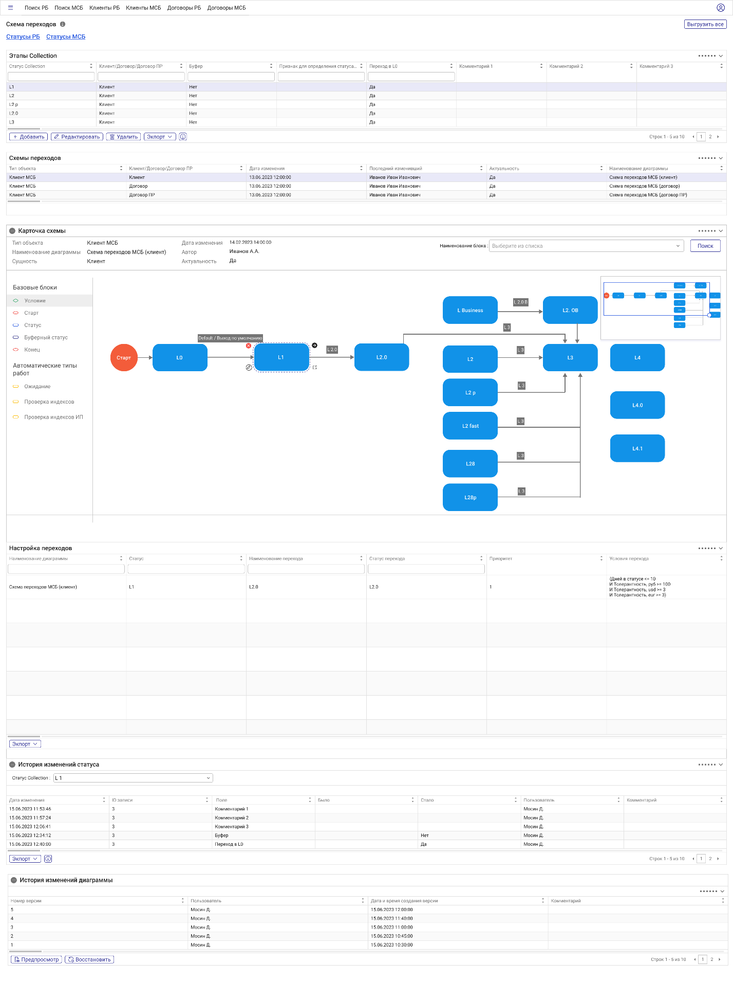 Поиск РБ Поиск МСБ Клиенты РБ Клиенты МСБ Договоры РБ Договоры МСБ
Схема переходов
Выгрузить все
Статусы РБ Статусы МСБ
Этапы Collection
Статус Collection Клиент/Договор/Договор ПР Буфер Признак для определения статуса... Переход в L0 Комментарий 1 Комментарий 2 Комментарий 3
L1 Клиент Нет Да
L2 Клиент Нет Да
L2 р Клиент Нет Да
L2.0 Клиент Нет Да
L3 Клиент Нет Да
+ Добавить Редактировать Удалить Экпорт Строк 1 - 5 из 10 1 2
Схемы переходов
Тип объекта Клиент/Договор/Договор ПР Дата изменения Последний изменивший Актуальность Наименование диаграммы
Клиент МСБ Клиент 13.06.2023 12:00:00 Иванов Иван Иванович Да Схема переходов МСБ (клиент)
Клиент МСБ Договор 13.06.2023 12:00:00 Иванов Иван Иванович Да Схема переходов МСБ (договор)
Клиент МСБ Договор ПР 13.06.2023 12:00:00 Иванов Иван Иванович Да Схема переходов МСБ (договор ПР)
Карточка схемы
Тип объекта Клиент МСБ Дата изменения 14.02.2023 14:00:00
Наименование диаграммы Схема переходов МСБ (клиент) Автор Иванов А.А.
Сущность Клиент Актуальность Да
Наименование блока : Выберите из списка Поиск
Базовые блоки
Условие
Старт
Статус
Буферный статус
Конец
Автоматические типы
работ
Ожидание
Проверка индексов
Проверка индексов ИП
L Business
L 2.0 B
L2. OB
L 3
Default / Выход по умолчанию
Старт
L0
L1
L 2.0
L2.0
L2
L 3
L3
L4
L2 p
L 3
L4.0
L2 fast
L 3
L4.1
L28
L 3
L28p
L 3
Настройка переходов
Наименование диаграммы Статус Наименование перехода Статус перехода Приоритет Условия перехода
Схема переходов МСБ (клиент) L1 L2.0 L2.0 1
{Дней в статусе <= 10
И Толерантность, руб >= 100
И Толерантность, usd >= 3
И Толерантность, eur >= 3}
Экпорт
История изменений статуса
Статус Collection : L 1
Дата изменения ID записи Поле Было Стало Пользователь Комментарий
15.06.2023 11:53:46 3 Комментарий 1 Мосин Д.
15.06.2023 11:57:24 3 Комментарий 2 Мосин Д.
15.06.2023 12:06:41 3 Комментарий 3 Мосин Д.
15.06.2023 12:34:12 3 Буфер Нет Мосин Д.
15.06.2023 12:40:00 3 Переход в L0 Да Мосин Д.
Экпорт Строк 1 - 5 из 10 1 2
История изменений диаграммы
Номер версии Пользователь Дата и время создания версии Комментарий
5 Мосин Д. 15.06.2023 12:00:00
4 Мосин Д. 15.06.2023 11:40:00
3 Мосин Д. 15.06.2023 11:00:00
2 Мосин Д. 15.06.2023 10:45:00
1 Мосин Д. 15.06.2023 10:30:00
Предпросмотр Восстановить Строк 1 - 5 из 10 1 2